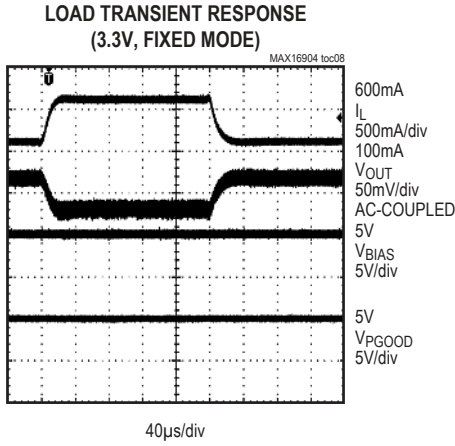 LOAD TRANSIENT RESPONSE
(3.3V, FIXED MODE)
MAX16904 toc08
T
600mA
IL
500mA/div
100mA
VOUT
50mV/div
AC-COUPLED
5V
VBIAS
5V/div
5V
VPGOOD
5V/div
40µs/div